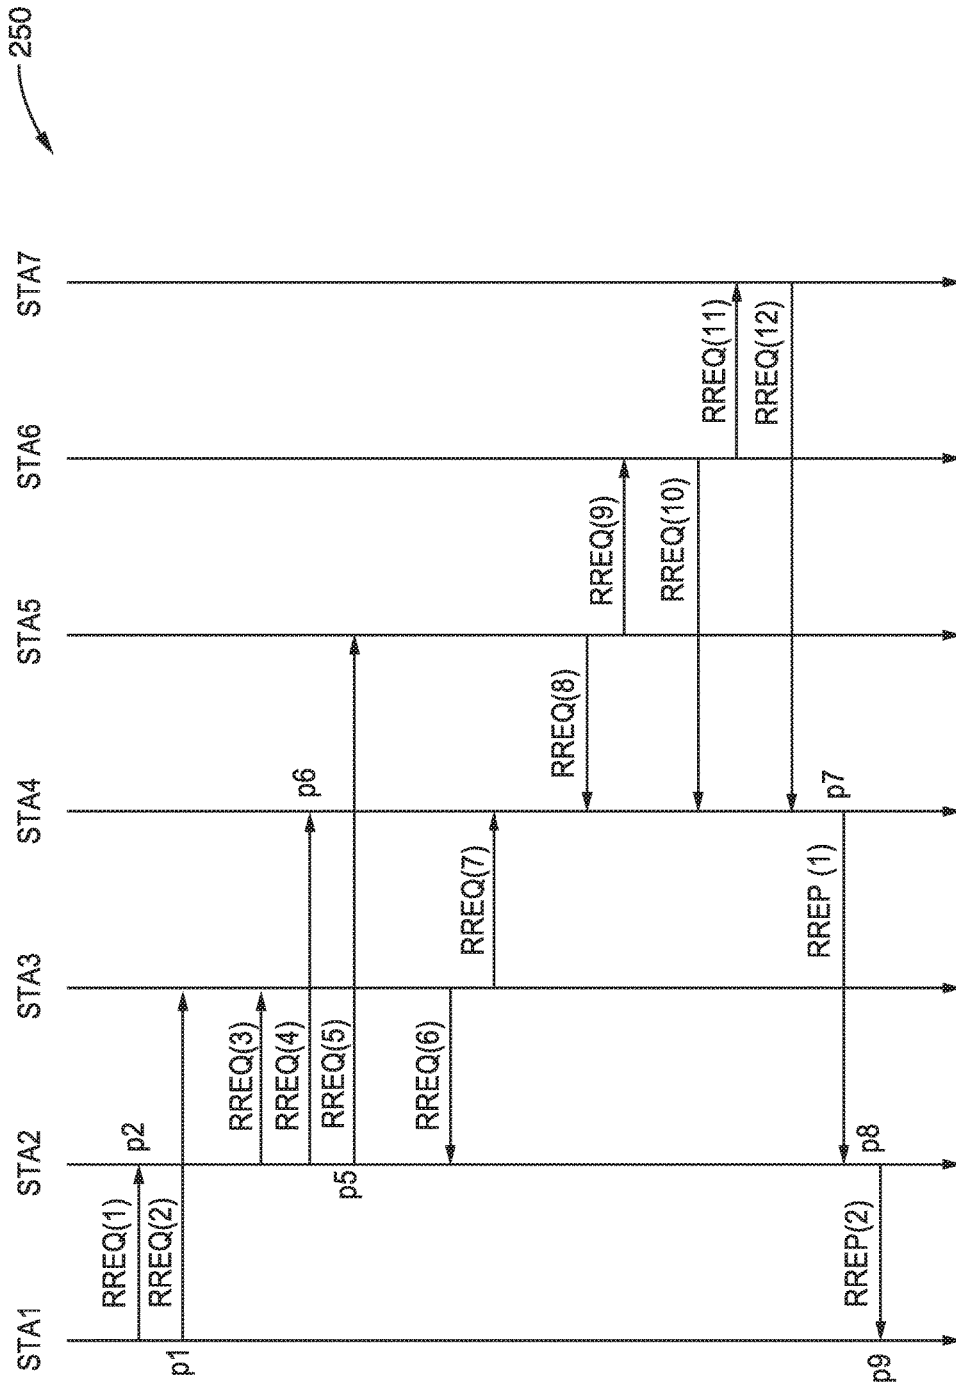 250
STA1
STA2
STA3
STA4
STA5
STA6
STA7
RREQ(1)
p2
RREQ(2)
p1
RREQ(3)
RREQ(4)
p6
RREQ(5)
p5
RREQ(6)
RREQ(7)
RREQ(8)
RREQ(9)
RREQ(10)
RREQ(11)
RREQ(12)
p7
RREP (1)
p8
RREP(2)
p9